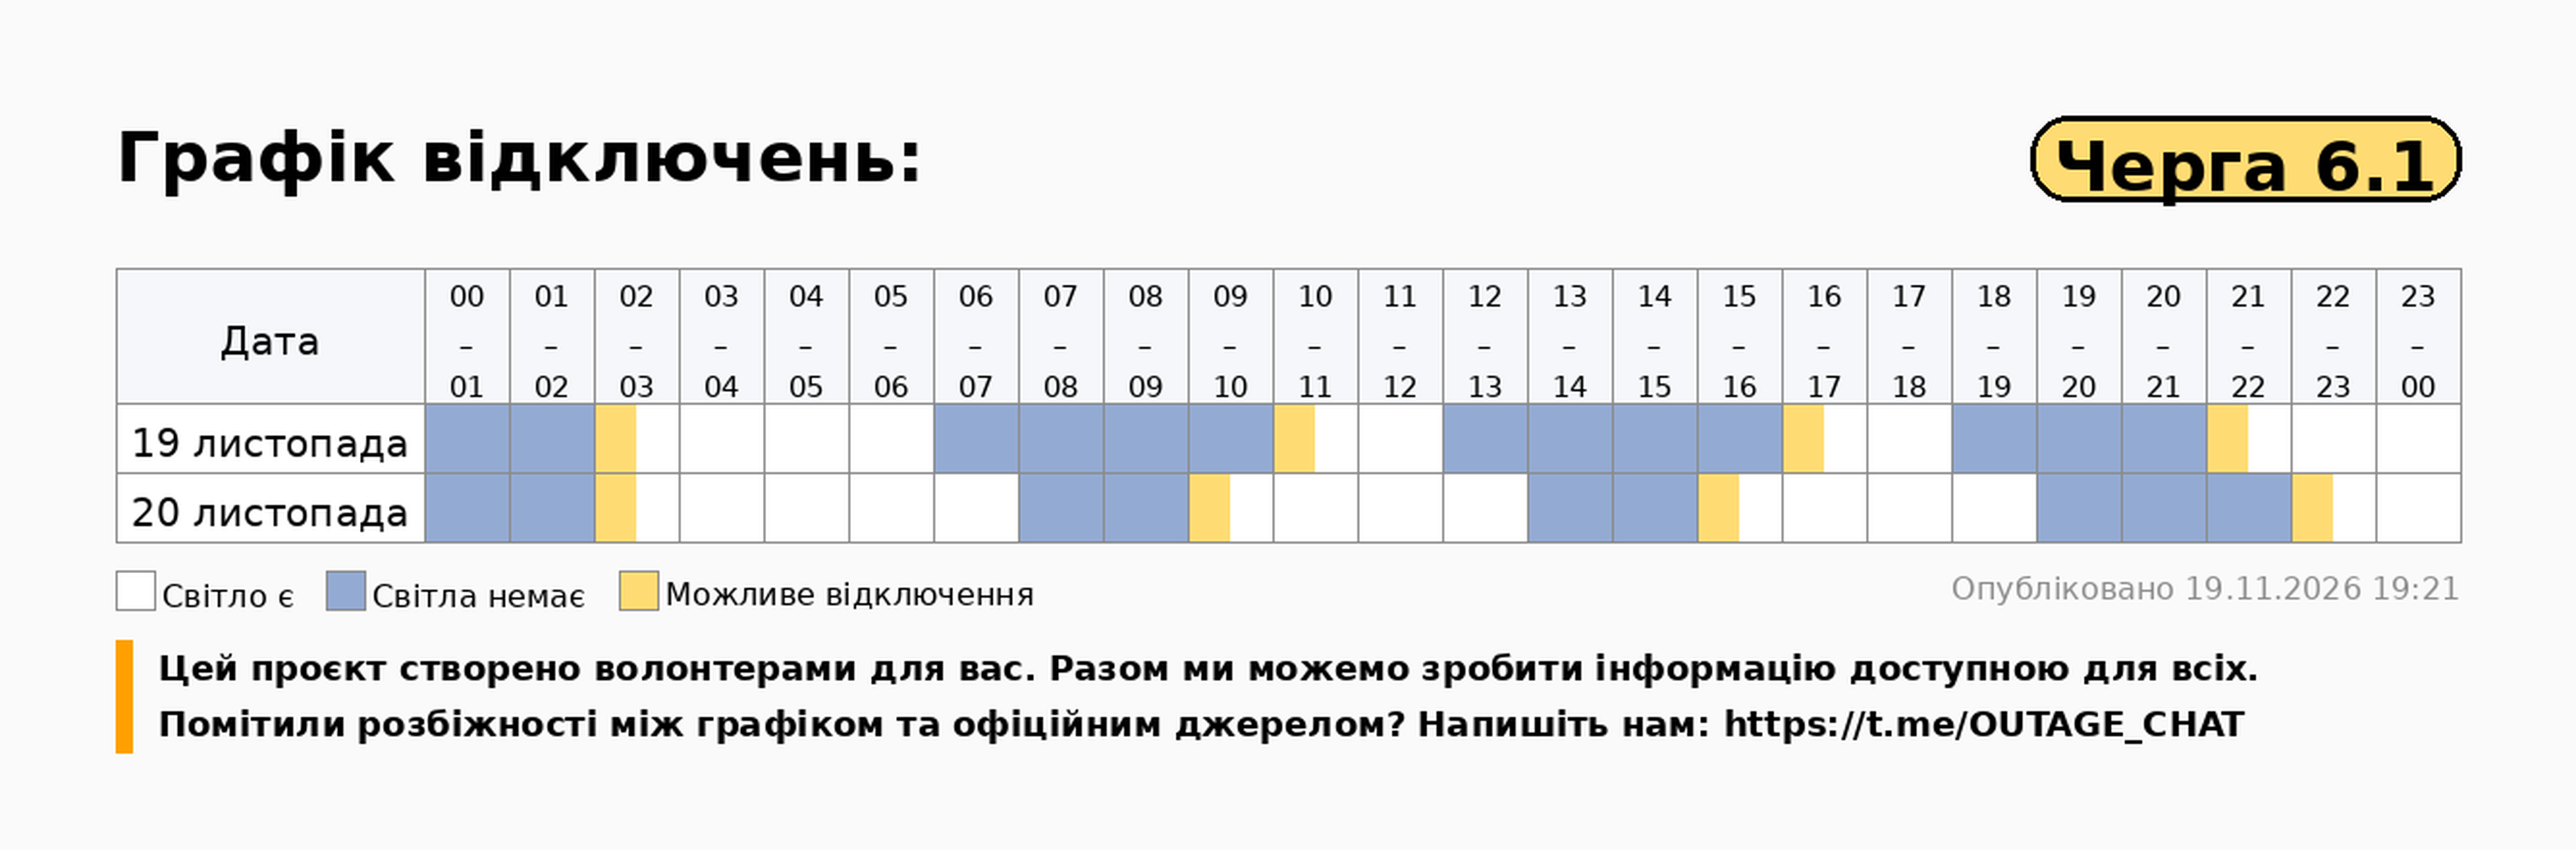 Графік відключень:
Черга 6.1
Дата
00 – 01
01 – 02
02 – 03
03 – 04
04 – 05
05 – 06
06 – 07
07 – 08
08 – 09
09 – 10
10 – 11
11 – 12
12 – 13
13 – 14
14 – 15
15 – 16
16 – 17
17 – 18
18 – 19
19 – 20
20 – 21
21 – 22
22 – 23
23 – 00
19 листопада
20 листопада
Світло є
Світла немає
Можливе відключення
Опубліковано 19.11.2026 19:21
Цей проєкт створено волонтерами для вас. Разом ми можемо зробити інформацію доступною для всіх.
Помітили розбіжності між графіком та офіційним джерелом? Напишіть нам: https://t.me/OUTAGE_CHAT